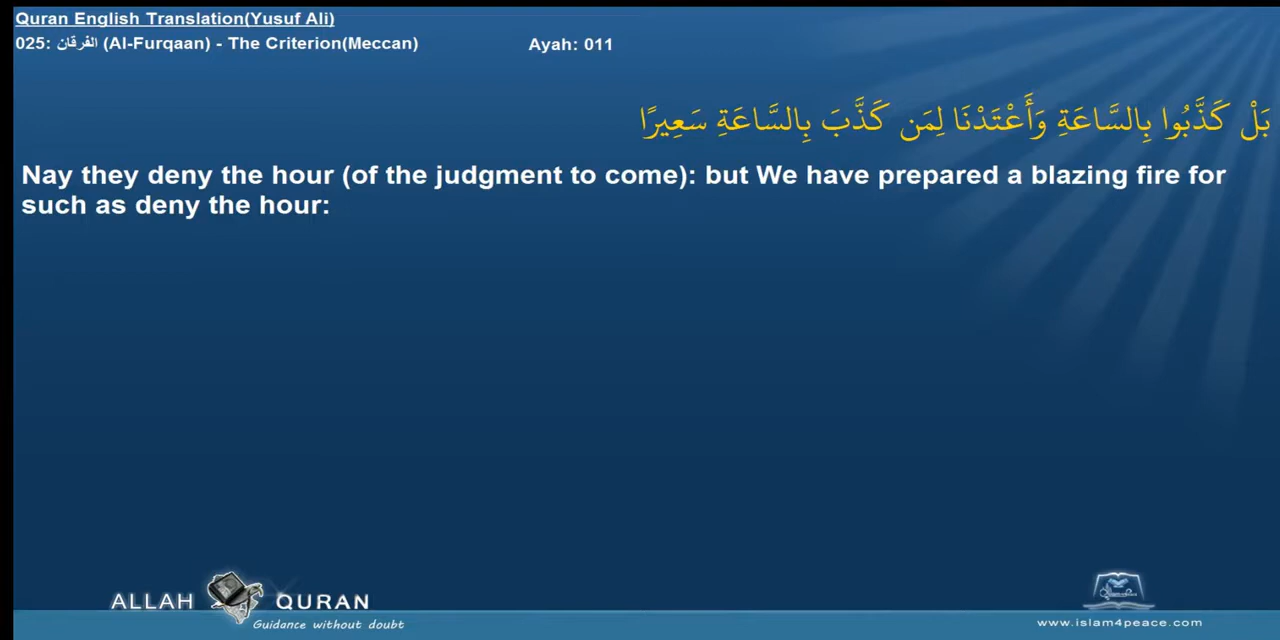 Quran English Translation(Yusuf Ali)
025: الفرقان (Al-Furqaan) - The Criterion(Meccan) Ayah: 011
بَلْ كَذَّبُوا بِالسَّاعَةِ وَأَعْتَدْنَا لِمَن كَذَّبَ بِالسَّاعَةِ سَعِيرًا
Nay they deny the hour (of the judgment to come): but We have prepared a blazing fire for
such as deny the hour:
ALLAH QURAN
Guidance without doubt
www.islam4peace.com